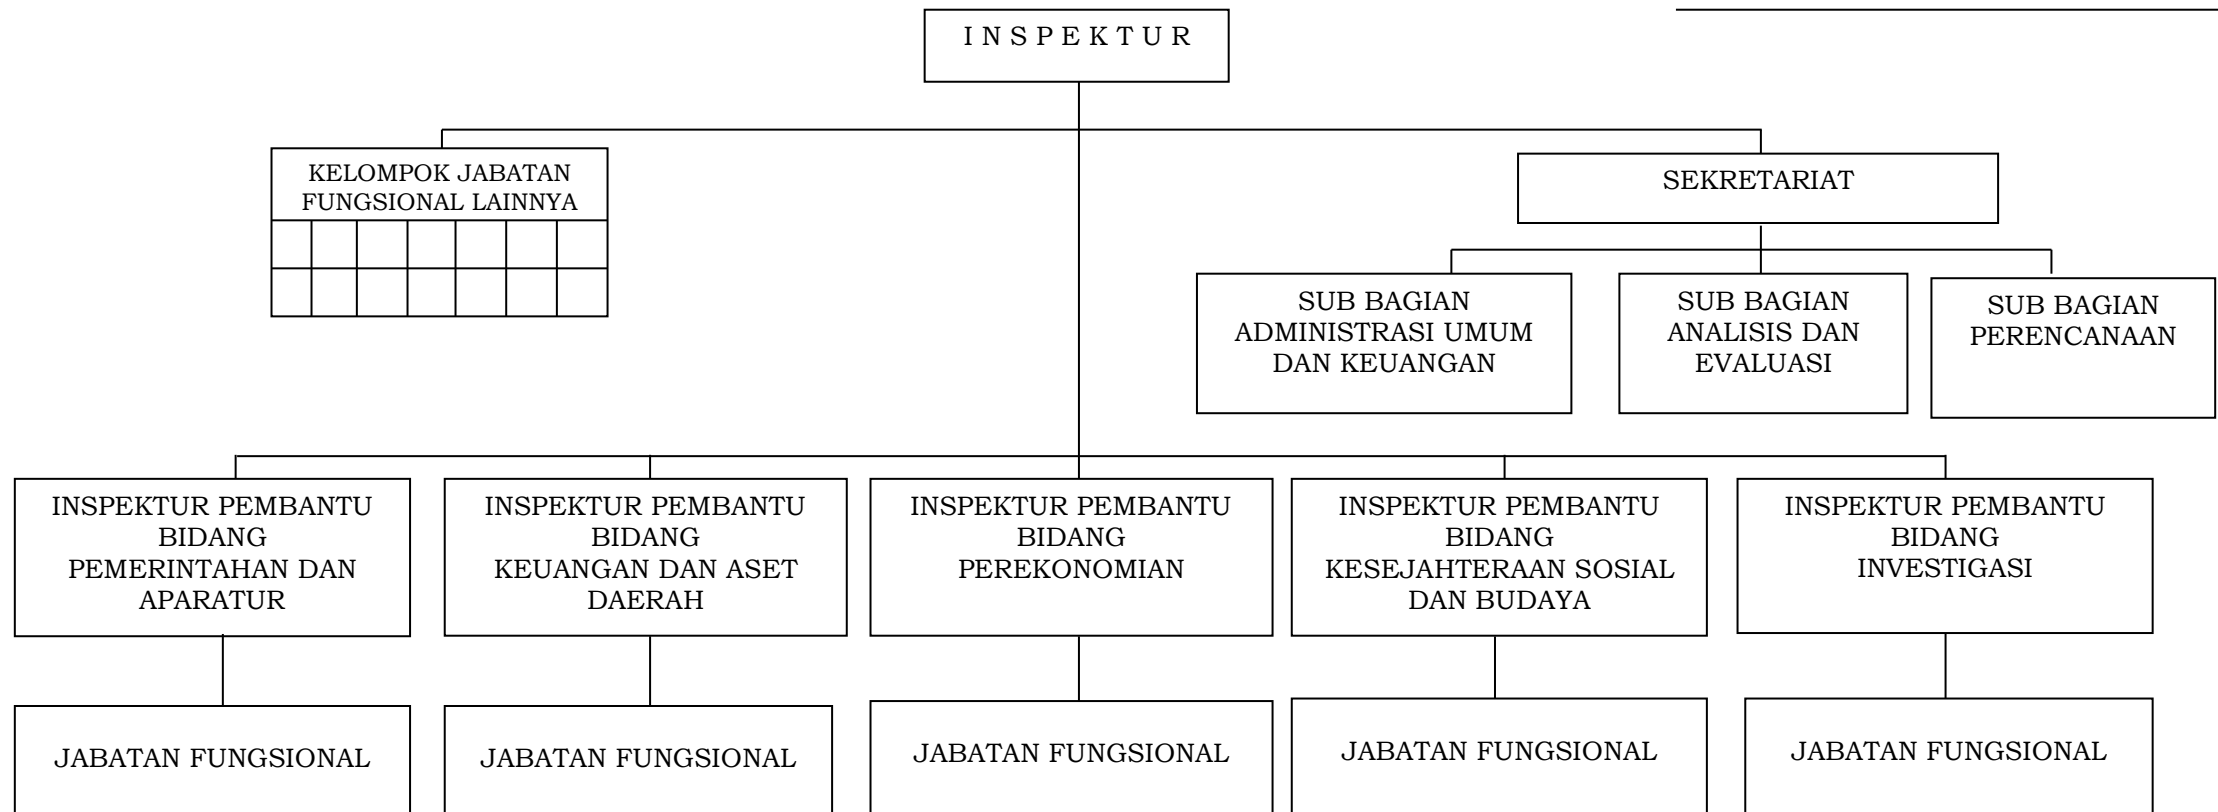 I N S P E K T U R
KELOMPOK JABATAN
FUNGSIONAL LAINNYA
SEKRETARIAT
SUB BAGIAN
ADMINISTRASI UMUM
DAN KEUANGAN
SUB BAGIAN
ANALISIS DAN
EVALUASI
SUB BAGIAN
PERENCANAAN
INSPEKTUR PEMBANTU
BIDANG
PEMERINTAHAN DAN
APARATUR
INSPEKTUR PEMBANTU
BIDANG
KEUANGAN DAN ASET
DAERAH
INSPEKTUR PEMBANTU
BIDANG
PEREKONOMIAN
INSPEKTUR PEMBANTU
BIDANG
KESEJAHTERAAN SOSIAL
DAN BUDAYA
INSPEKTUR PEMBANTU
BIDANG
INVESTIGASI
JABATAN FUNGSIONAL
JABATAN FUNGSIONAL
JABATAN FUNGSIONAL
JABATAN FUNGSIONAL
JABATAN FUNGSIONAL